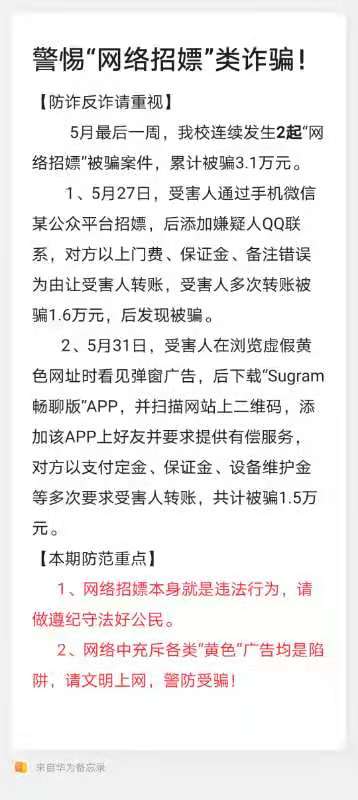 警惕“网络招嫖”类诈骗！
【防诈反诈请重视】
5月最后一周，我校连续发生2起“网
络招嫖”被骗案件，累计被骗3.1万元。
1、5月27日，受害人通过手机微信
某公众平台招嫖，后添加嫌疑人QQ联
系，对方以上门费、保证金、备注错误
为由让受害人转账，受害人多次转账被
骗1.6万元，后发现被骗。
2、5月31日，受害人在浏览虚假黄
色网址时看见弹窗广告，后下载“Sugram
畅聊版”APP，并扫描网站上二维码，添
加该APP上好友并要求提供有偿服务，
对方以支付定金、保证金、设备维护金
等多次要求受害人转账，共计被骗1.5万
元。
【本期防范重点】
1、网络招嫖本身就是违法行为，请
做遵纪守法好公民。
2、网络中充斥各类“黄色”广告均是陷
阱，请文明上网，警防受骗！
来自华为备忘录